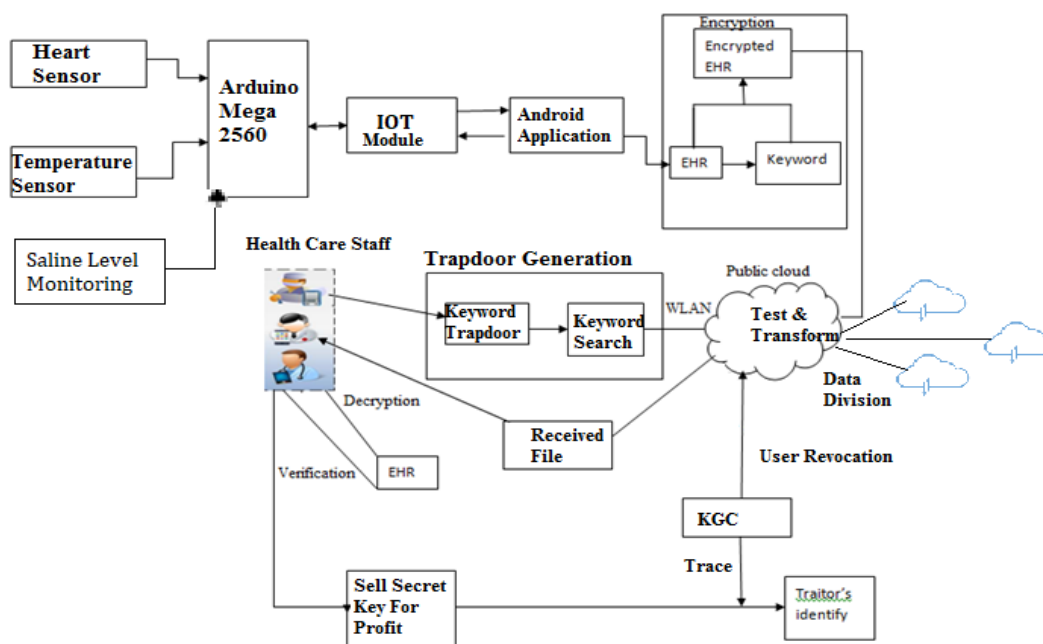 Heart
Sensor
Temperature
Sensor
Saline Level
Monitoring
Arduino
Mega
2560
IOT
Module
Android
Application
Encryption
Encrypted
EHR
EHR
Keyword
Health Care Staff
Trapdoor Generation
Keyword
Trapdoor
Keyword
Search
WLAN
Public cloud
Test &
Transform
Data
Division
Decryption
Verification
EHR
Received
File
User Revocation
KGC
Trace
Sell Secret
Key For
Profit
Traitor's
identify